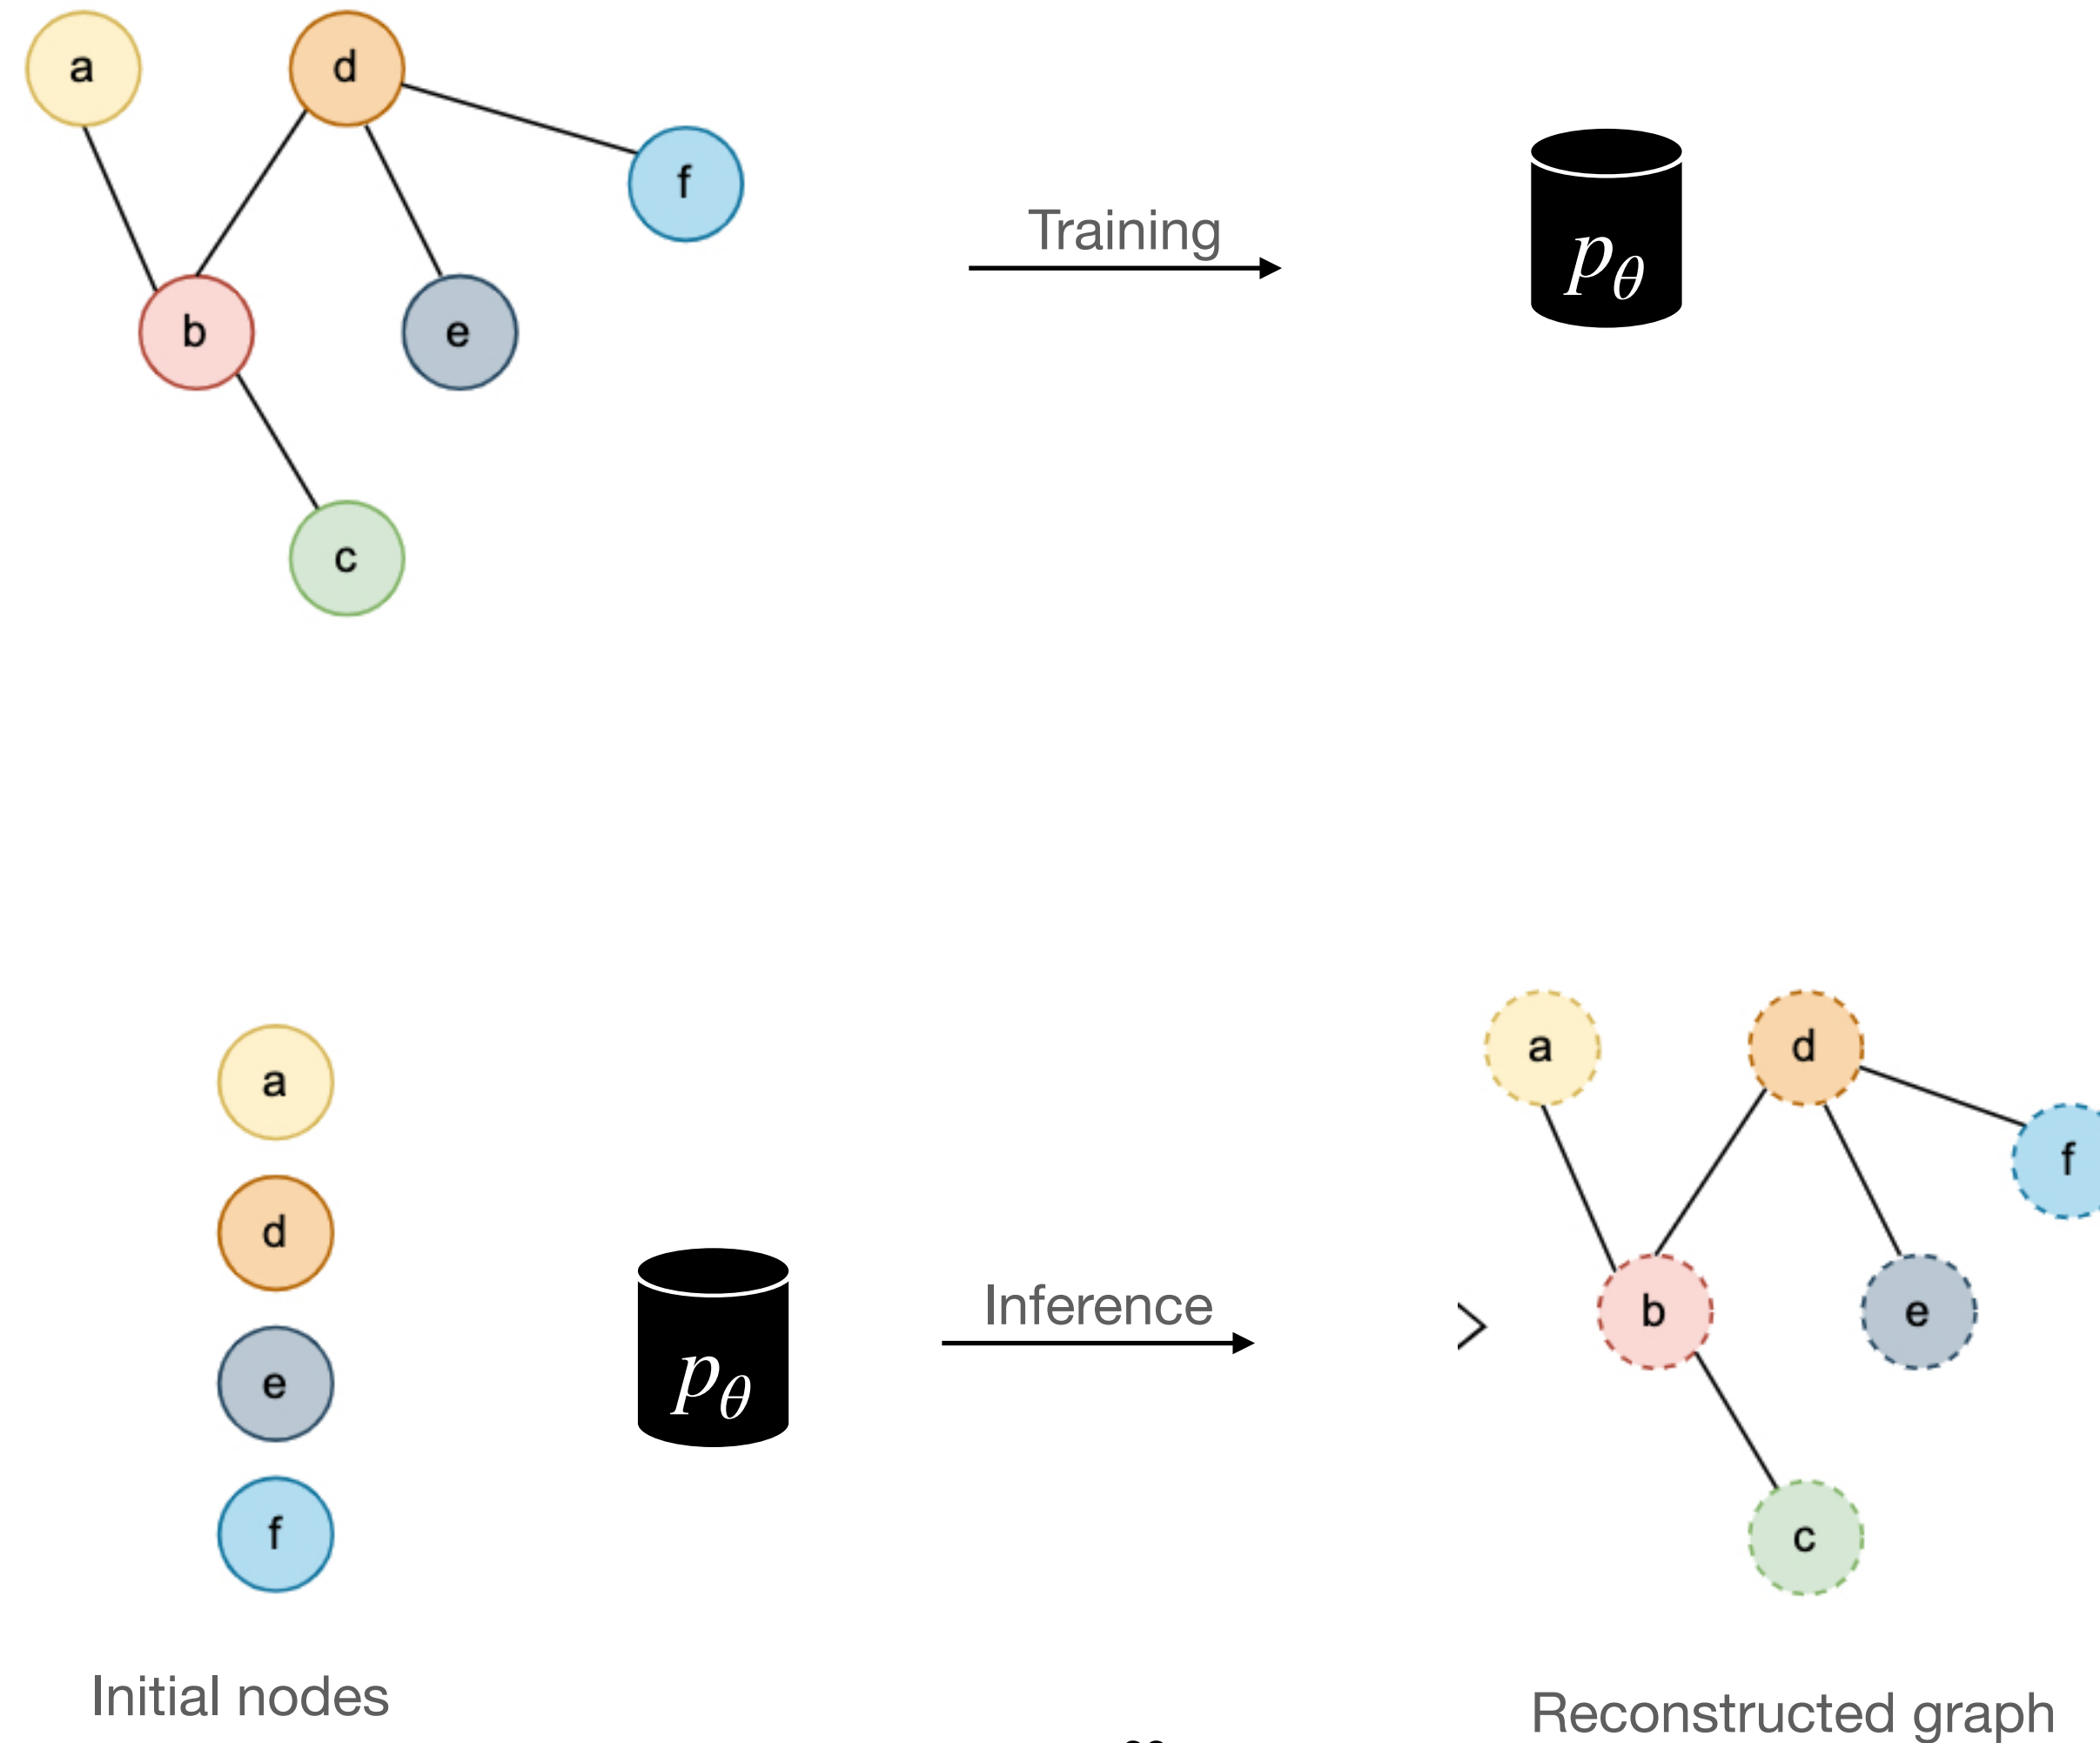 a
d
f
Training
pθ
b
e
c
a
d
a
d
f
e
pθ
Inference
>
b
e
f
c
Initial nodes
Reconstructed graph